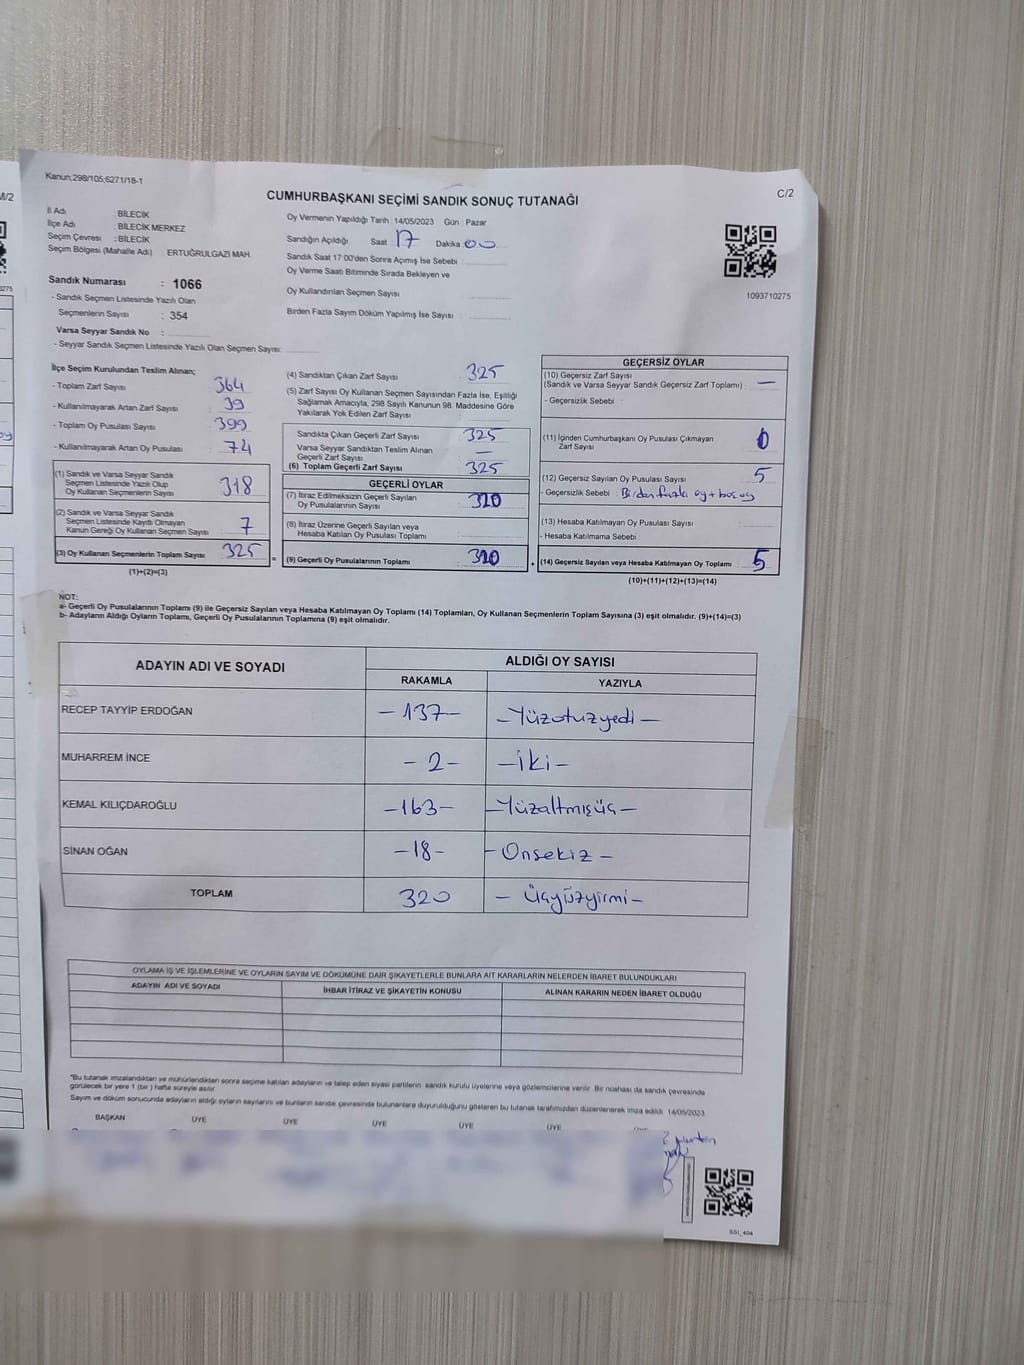 Kanun;298/105;6271/18-1
C/2
CUMHURBAŞKANI SEÇİMİ SANDIK SONUÇ TUTANAĞI
İl Adı : BİLECİK
İlçe Adı : BİLECİK MERKEZ
Seçim Çevresi : BİLECİK
Seçim Bölgesi (Mahalle Adı) : ERTUĞRULGAZİ MAH.
Sandık Numarası : 1066
- Sandık Seçmen Listesinde Yazılı Olan
Seçmenlerin Sayısı : 354
Varsa Seyyar Sandık No :
- Seyyar Sandık Seçmen Listesinde Yazılı Olan Seçmen Sayısı:
Oy Vermenin Yapıldığı Tarih : 14/05/2023 Gün : Pazar
Sandığın Açıldığı Saat 17 Dakika 00
Sandık Saat 17:00'den Sonra Açımış İse Sebebi :
Oy Verme Saati Bitiminde Sırada Bekleyen ve
Oy Kullandırılan Seçmen Sayısı :
Birden Fazla Sayım Döküm Yapılmış İse Sayısı :
1093710275
İlçe Seçim Kurulundan Teslim Alınan;
- Toplam Zarf Sayısı : 364
- Kullanılmayarak Artan Zarf Sayısı : 39
- Toplam Oy Pusulası Sayısı : 399
- Kullanılmayarak Artan Oy Pusulası : 74
(1) Sandık ve Varsa Seyyar Sandık
Seçmen Listesinde Yazılı Olup
Oy Kullanan Seçmenlerin Sayısı : 318
(2) Sandık ve Varsa Seyyar Sandık
Seçmen Listesinde Kayıtlı Olmayan
Kanun Gereği Oy Kullanan Seçmen Sayısı : 7
(3) Oy Kullanan Seçmenlerin Toplam Sayısı : 325
(1)+(2)=(3)
(4) Sandıktan Çıkan Zarf Sayısı : 325
(5) Zarf Sayısı Oy Kullanan Seçmen Sayısından Fazla İse, Eşitliği
Sağlamak Amacıyla, 298 Sayılı Kanunun 98. Maddesine Göre
Yakılarak Yok Edilen Zarf Sayısı :
Sandıkta Çıkan Geçerli Zarf Sayısı : 325
Varsa Seyyar Sandıktan Teslim Alınan
Geçerli Zarf Sayısı : —
(6) Toplam Geçerli Zarf Sayısı : 325
GEÇERLİ OYLAR
(7) İtiraz Edilmeksizin Geçerli Sayılan
Oy Pusulalarının Sayısı : 320
(8) İtiraz Üzerine Geçerli Sayılan veya
Hesaba Katılan Oy Pusulası Toplamı :
(9) Geçerli Oy Pusulalarının Toplamı : 320
GEÇERSİZ OYLAR
(10) Geçersiz Zarf Sayısı
(Sandık ve Varsa Seyyar Sandık Geçersiz Zarf Toplamı) : —
- Geçersizlik Sebebi :
(11) İçinden Cumhurbaşkanı Oy Pusulası Çıkmayan
Zarf Sayısı : 0
(12) Geçersiz Sayılan Oy Pusulası Sayısı : 5
- Geçersizlik Sebebi : Birden fazla oy + boş oy
(13) Hesaba Katılmayan Oy Pusulası Sayısı :
- Hesaba Katılmama Sebebi :
(14) Geçersiz Sayılan veya Hesaba Katılmayan Oy Toplamı : 5
(10)+(11)+(12)+(13)=(14)
NOT:
a- Geçerli Oy Pusulalarının Toplamı (9) ile Geçersiz Sayılan veya Hesaba Katılmayan Oy Toplamı (14) Toplamları, Oy Kullanan Seçmenlerin Toplam Sayısına (3) eşit olmalıdır. (9)+(14)=(3)
b- Adayların Aldığı Oyların Toplamı, Geçerli Oy Pusulalarının Toplamına (9) eşit olmalıdır.
ADAYIN ADI VE SOYADI ALDIĞI OY SAYISI
RAKAMLA YAZIYLA
RECEP TAYYİP ERDOĞAN -137- -Yüzotuzyedi-
MUHARREM İNCE -2- -iki-
KEMAL KILIÇDAROĞLU -163- -Yüzaltmışüç-
SİNAN OĞAN -18- -Onsekiz-
TOPLAM 320 -Üçyüzyirmi-
OYLAMA İŞ VE İŞLEMLERİNE VE OYLARIN SAYIM VE DÖKÜMÜNE DAİR ŞİKAYETLERLE BUNLARA AİT KARARLARIN NELERDEN İBARET BULUNDUKLARI
ADAYIN ADI VE SOYADI İHBAR İTİRAZ VE ŞİKAYETİN KONUSU ALINAN KARARIN NEDEN İBARET OLDUĞU
"Bu tutanak imzalandıktan ve mühürlendikten sonra seçime katılan adayların ve talep eden siyasi partilerin sandık kurulu üyelerine veya gözlemcilerine verilir. Bir nüshası da sandık çevresinde
görülecek bir yere 1 (bir) hafta süreyle asılır.
Sayım ve döküm sonucunda adayların aldığı oyların sayılarını ve bunların sandık çevresinde bulunanlara duyurulduğunu gösteren bu tutanak tarafımızdan düzenlenerek imza edildi. 14/05/2023
BAŞKAN ÜYE ÜYE ÜYE ÜYE ÜYE
SSI_404
M/2